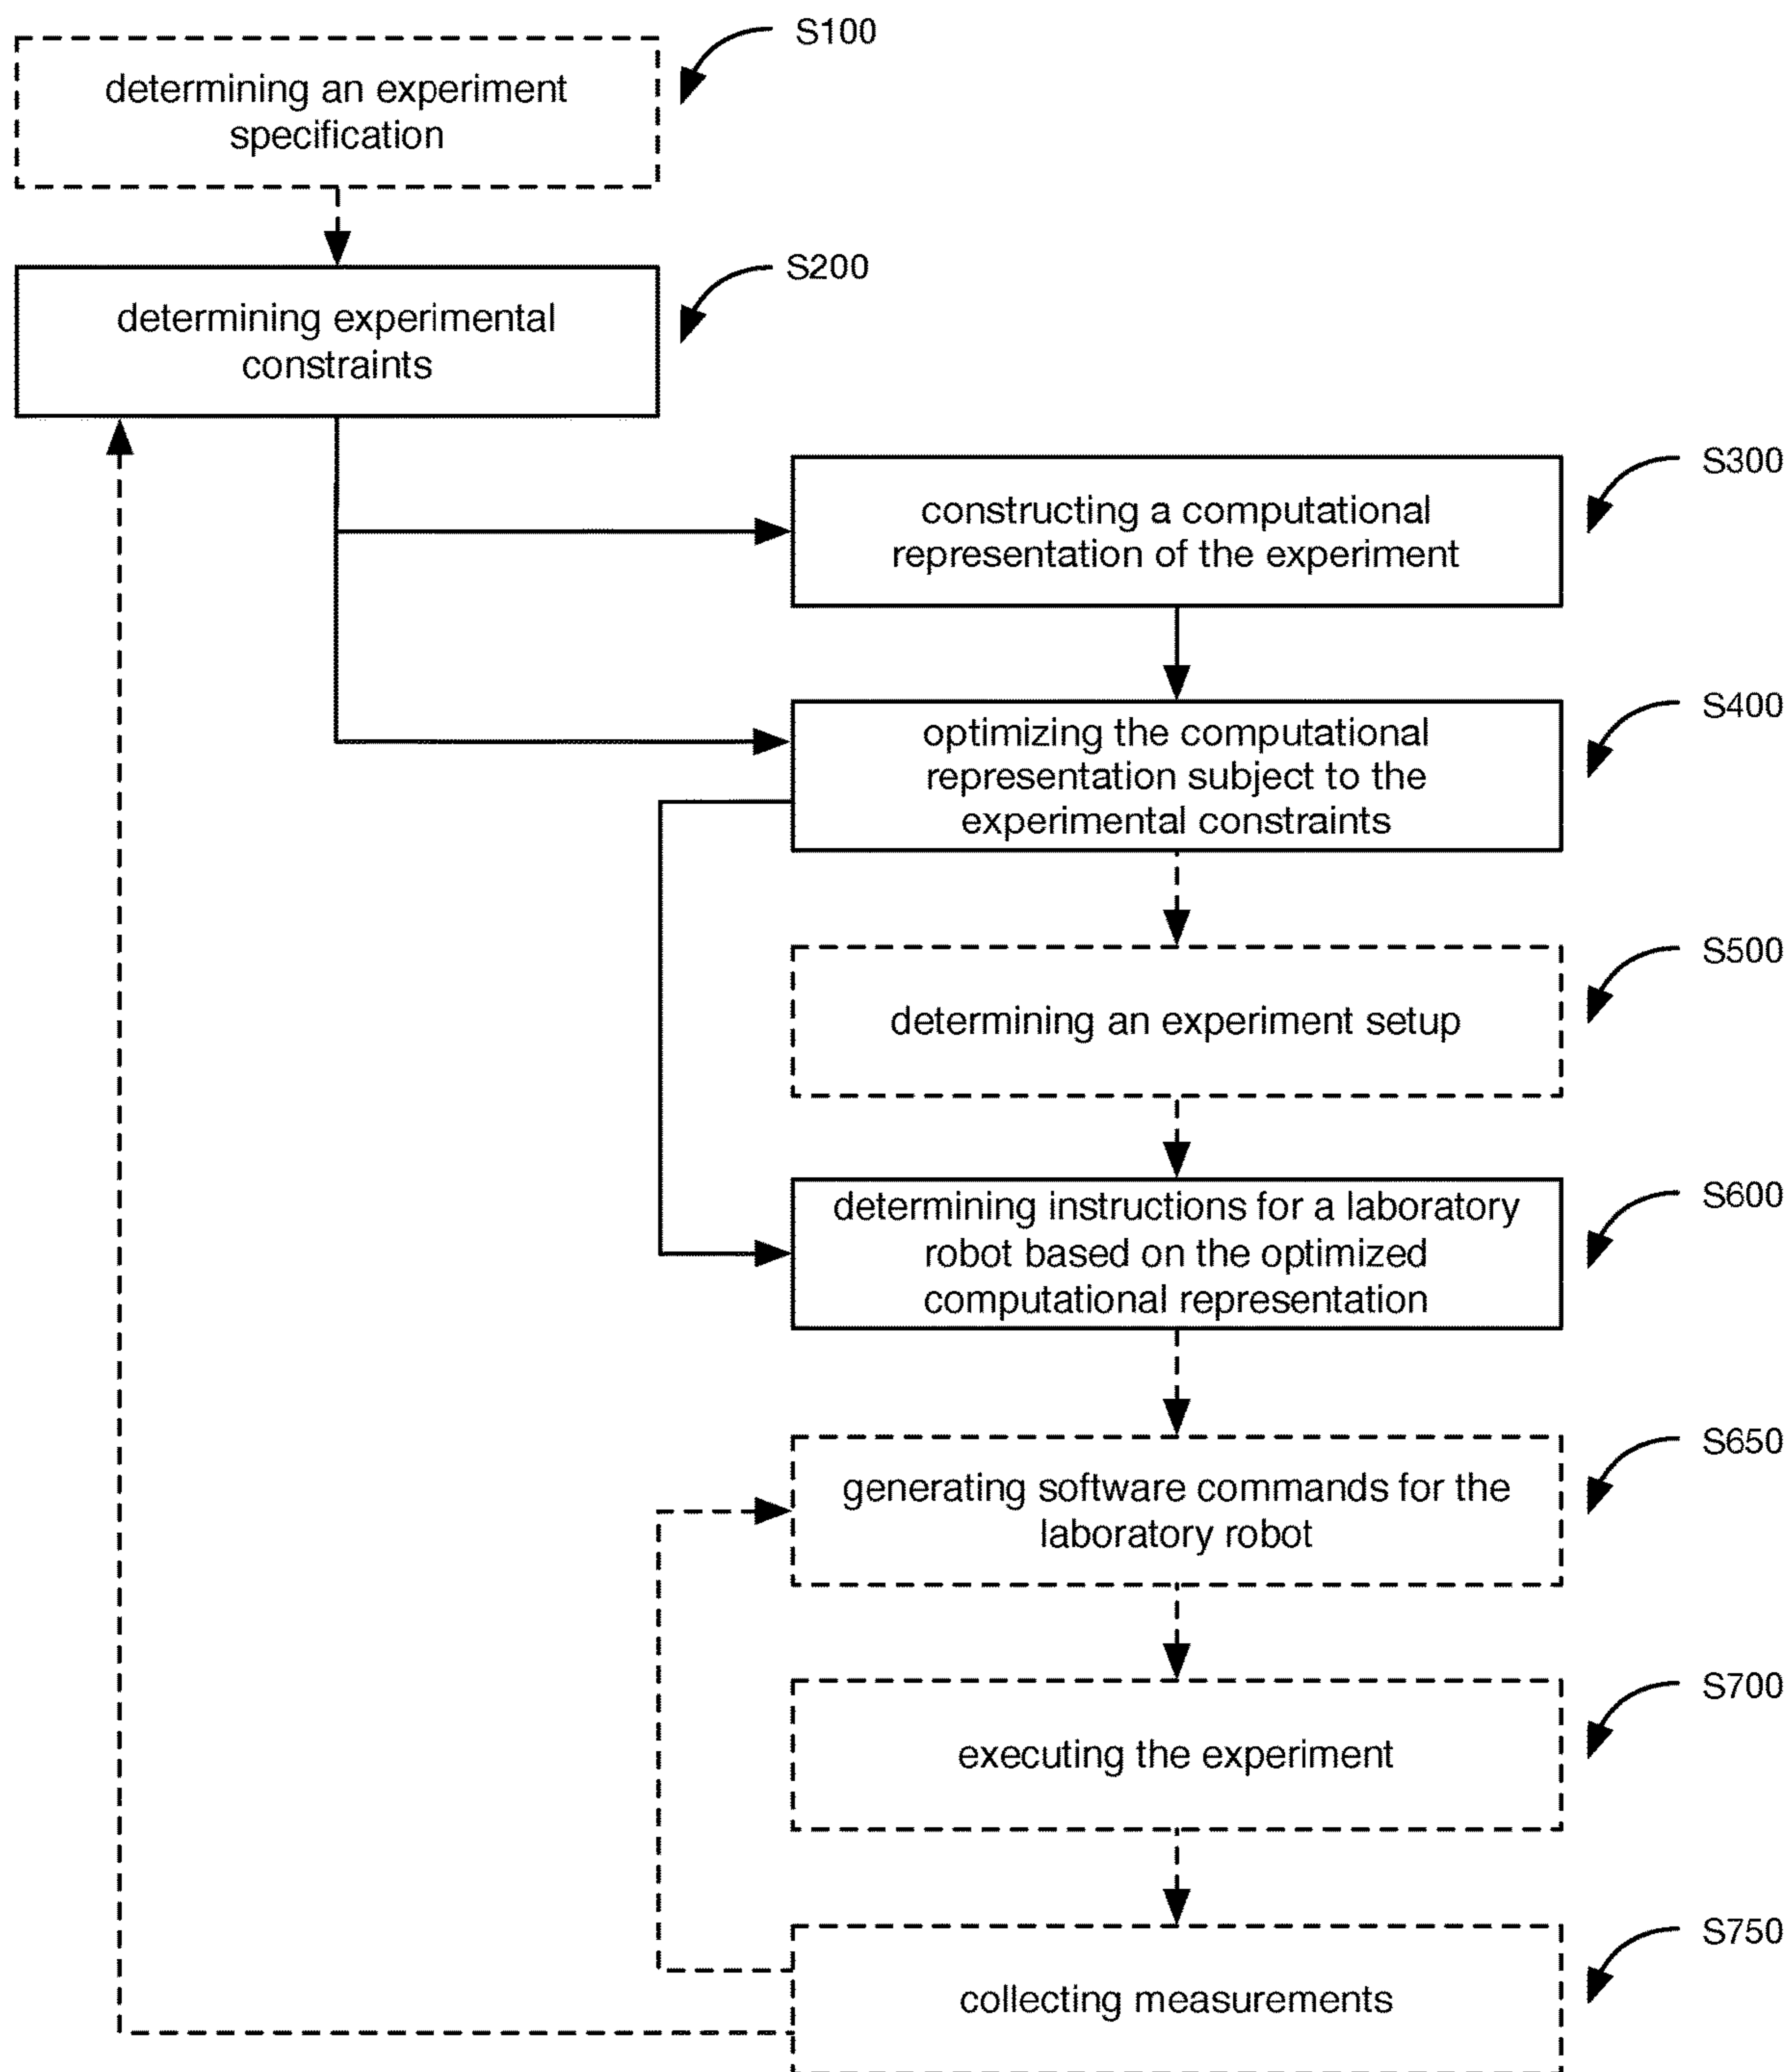 S100
determining an experiment
specification
S200
determining experimental
constraints
S300
constructing a computational
representation of the experiment
S400
optimizing the computational
representation subject to the
experimental constraints
S500
determining an experiment setup
S600
determining instructions for a laboratory
robot based on the optimized
computational representation
S650
generating software commands for the
laboratory robot
S700
executing the experiment
S750
collecting measurements